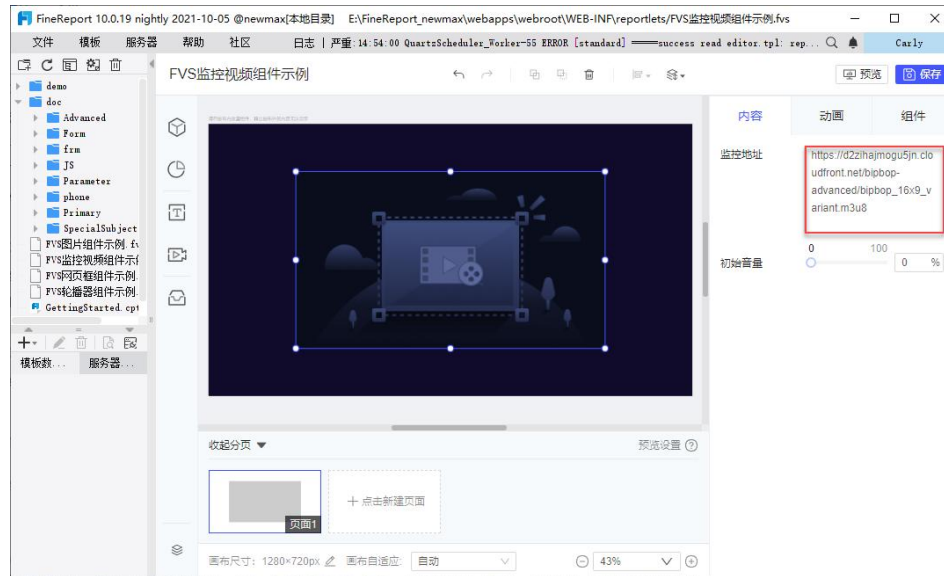 FineReport 10.0.19 nightly 2021-10-05 @newmax[本地目录] E:\FineReport_newmax\webapps\webroot\WEB-INF\reportlets/FVS监控视频组件示例.fvs
文件 模板 服务器 帮助 社区 日志 | 严重:14:54:00 QuartzScheduler_Worker-55 ERROR [standard] ════success read editor.tpl: rep... Carly
FVS监控视频组件示例 预览 保存
demo
doc
Advanced
Form
frm
JS
Parameter
phone
Primary
SpecialSubject
FVS图片组件示例.fv
FVS监控视频组件示例
FVS网页框组件示例.
FVS轮播器组件示例.
GettingStarted.cpt
模板数... 服务器...
内容 动画 组件
监控地址
https://d2zihajmogu5jn.clo
udfront.net/bipbop-
advanced/bipbop_16x9_v
ariant.m3u8
0 100
初始音量 0 %
收起分页 预览设置
页面1
点击新建页面
画布尺寸: 1280×720px 画布自适应: 自动 43%